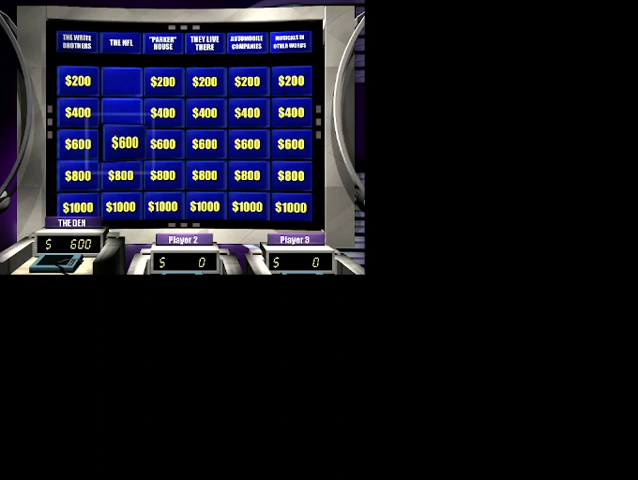 THE WRITE BROTHERS
THE NFL
"PARKER" HOUSE
THEY LIVE THERE
AUTOMOBILE COMPANIES
MUSICALS IN OTHER WORDS
$200 $200 $200 $200 $200
$400 $400 $400 $400 $400
$600 $600 $600 $600 $600 $600
$800 $800 $800 $800 $800 $800
$1000 $1000 $1000 $1000 $1000 $1000
THE DEN
$ 600
Player 2
$ 0
Player 3
$ 0